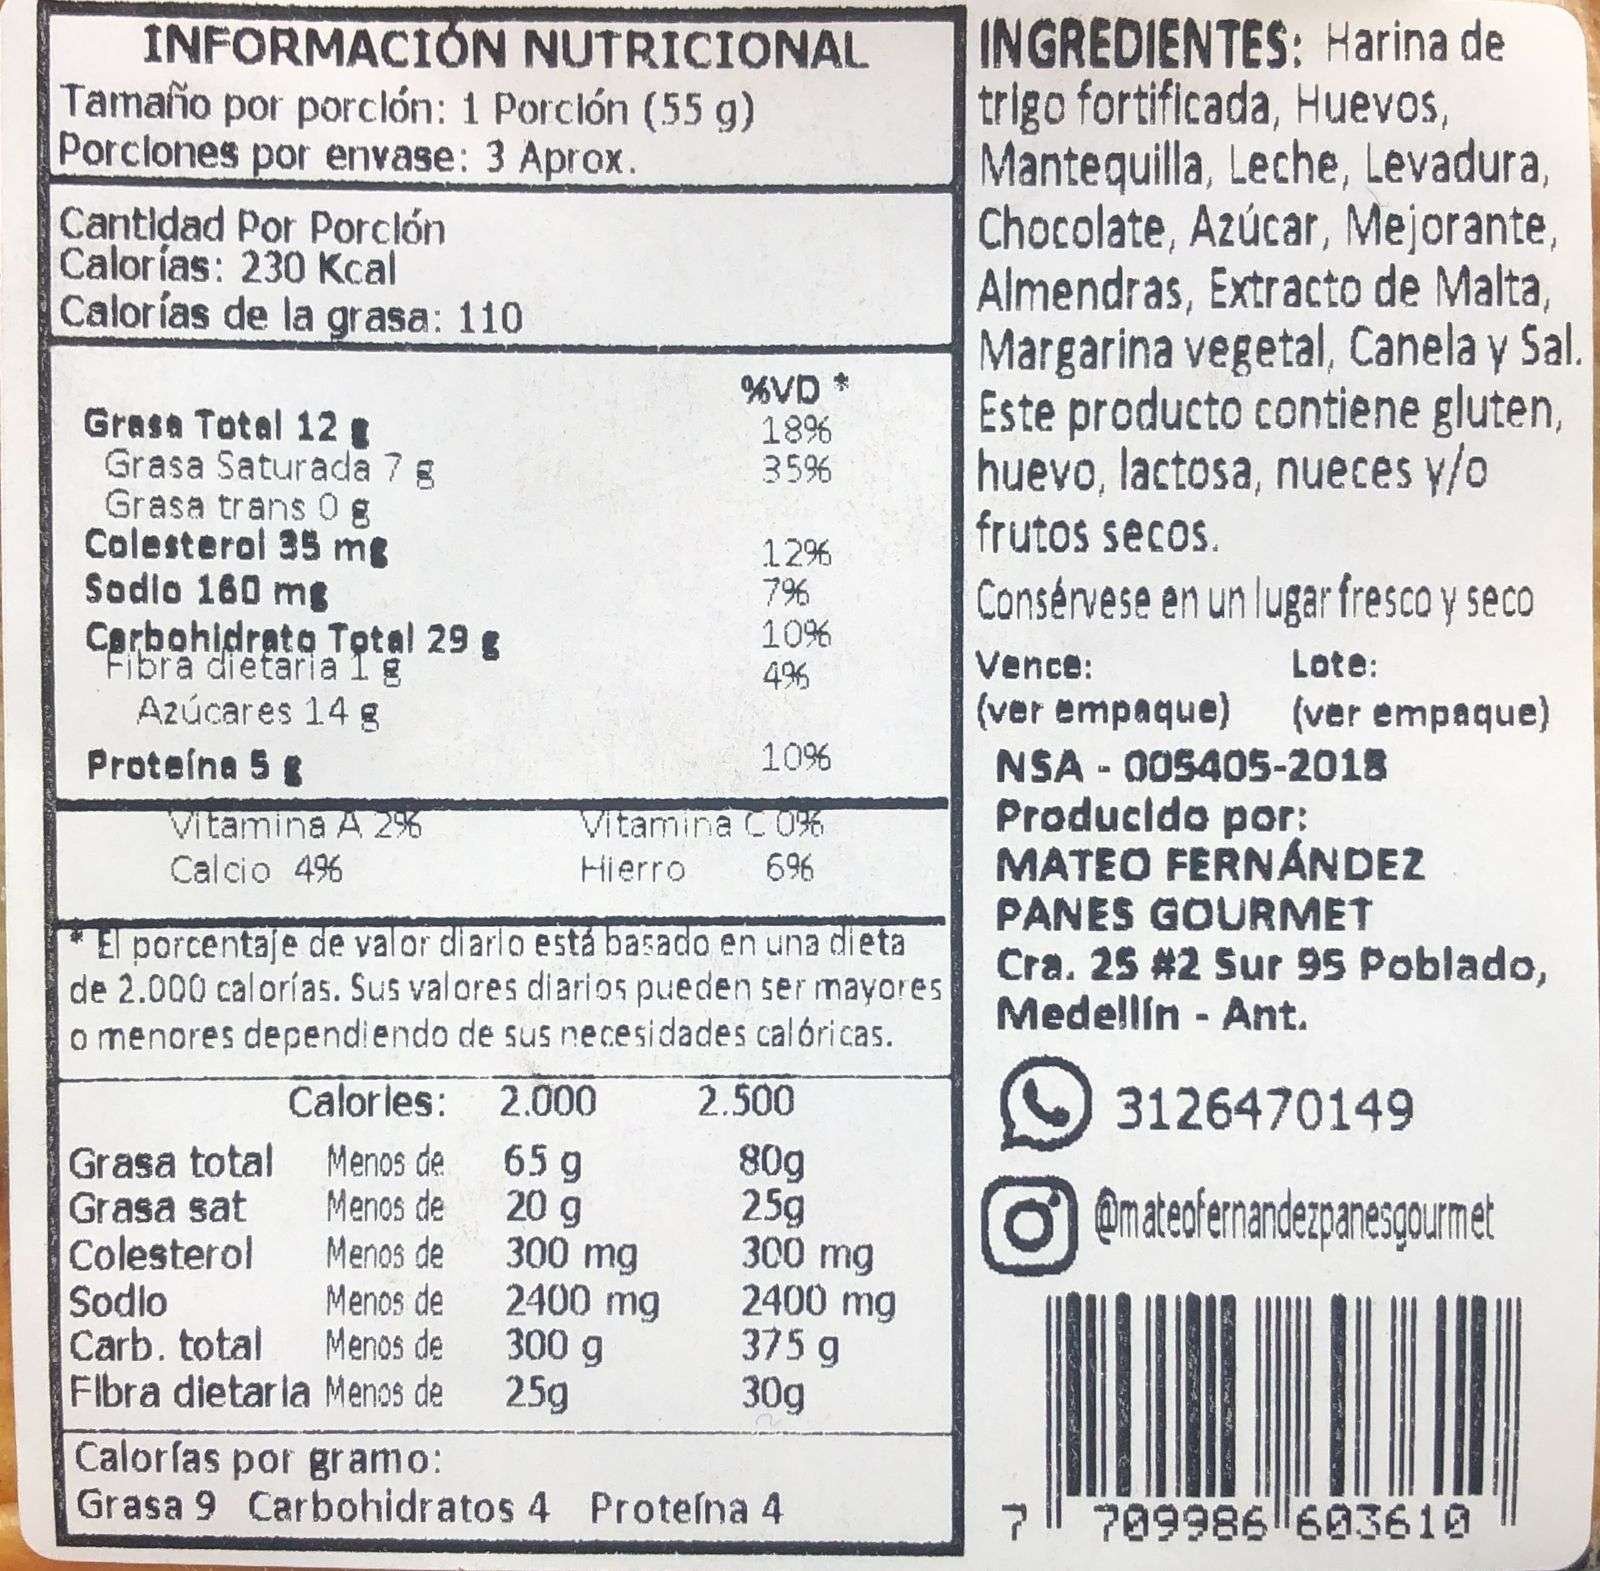 INFORMACIÓN NUTRICIONAL
Tamaño por porción: 1 Porción (55 g)
Porciones por envase: 3 Aprox.
Cantidad Por Porción
Calorías: 230 Kcal
Calorías de la grasa: 110
%VD *
Grasa Total 12 g 18%
Grasa Saturada 7 g 35%
Grasa trans 0 g
Colesterol 35 mg 12%
Sodio 160 mg 7%
Carbohidrato Total 29 g 10%
Fibra dietaria 1 g 4%
Azúcares 14 g
Proteína 5 g 10%
Vitamina A 2% Vitamina C 0%
Calcio 4% Hierro 6%
* El porcentaje de valor diario está basado en una dieta
de 2.000 calorías. Sus valores diarios pueden ser mayores
o menores dependiendo de sus necesidades calóricas.
Calories: 2.000 2.500
Grasa total Menos de 65 g 80g
Grasa sat Menos de 20 g 25g
Colesterol Menos de 300 mg 300 mg
Sodio Menos de 2400 mg 2400 mg
Carb. total Menos de 300 g 375 g
Fibra dietaria Menos de 25g 30g
Calorías por gramo:
Grasa 9 Carbohidratos 4 Proteína 4
INGREDIENTES: Harina de
trigo fortificada, Huevos,
Mantequilla, Leche, Levadura,
Chocolate, Azúcar, Mejorante,
Almendras, Extracto de Malta,
Margarina vegetal, Canela y Sal.
Este producto contiene gluten,
huevo, lactosa, nueces y/o
frutos secos.
Consérvese en un lugar fresco y seco
Vence: Lote:
(ver empaque) (ver empaque)
NSA - 005405-2018
Producido por:
MATEO FERNÁNDEZ
PANES GOURMET
Cra. 25 #2 Sur 95 Poblado,
Medellín - Ant.
3126470149
@mateofernandezpanesgourmet
7 709986 603610